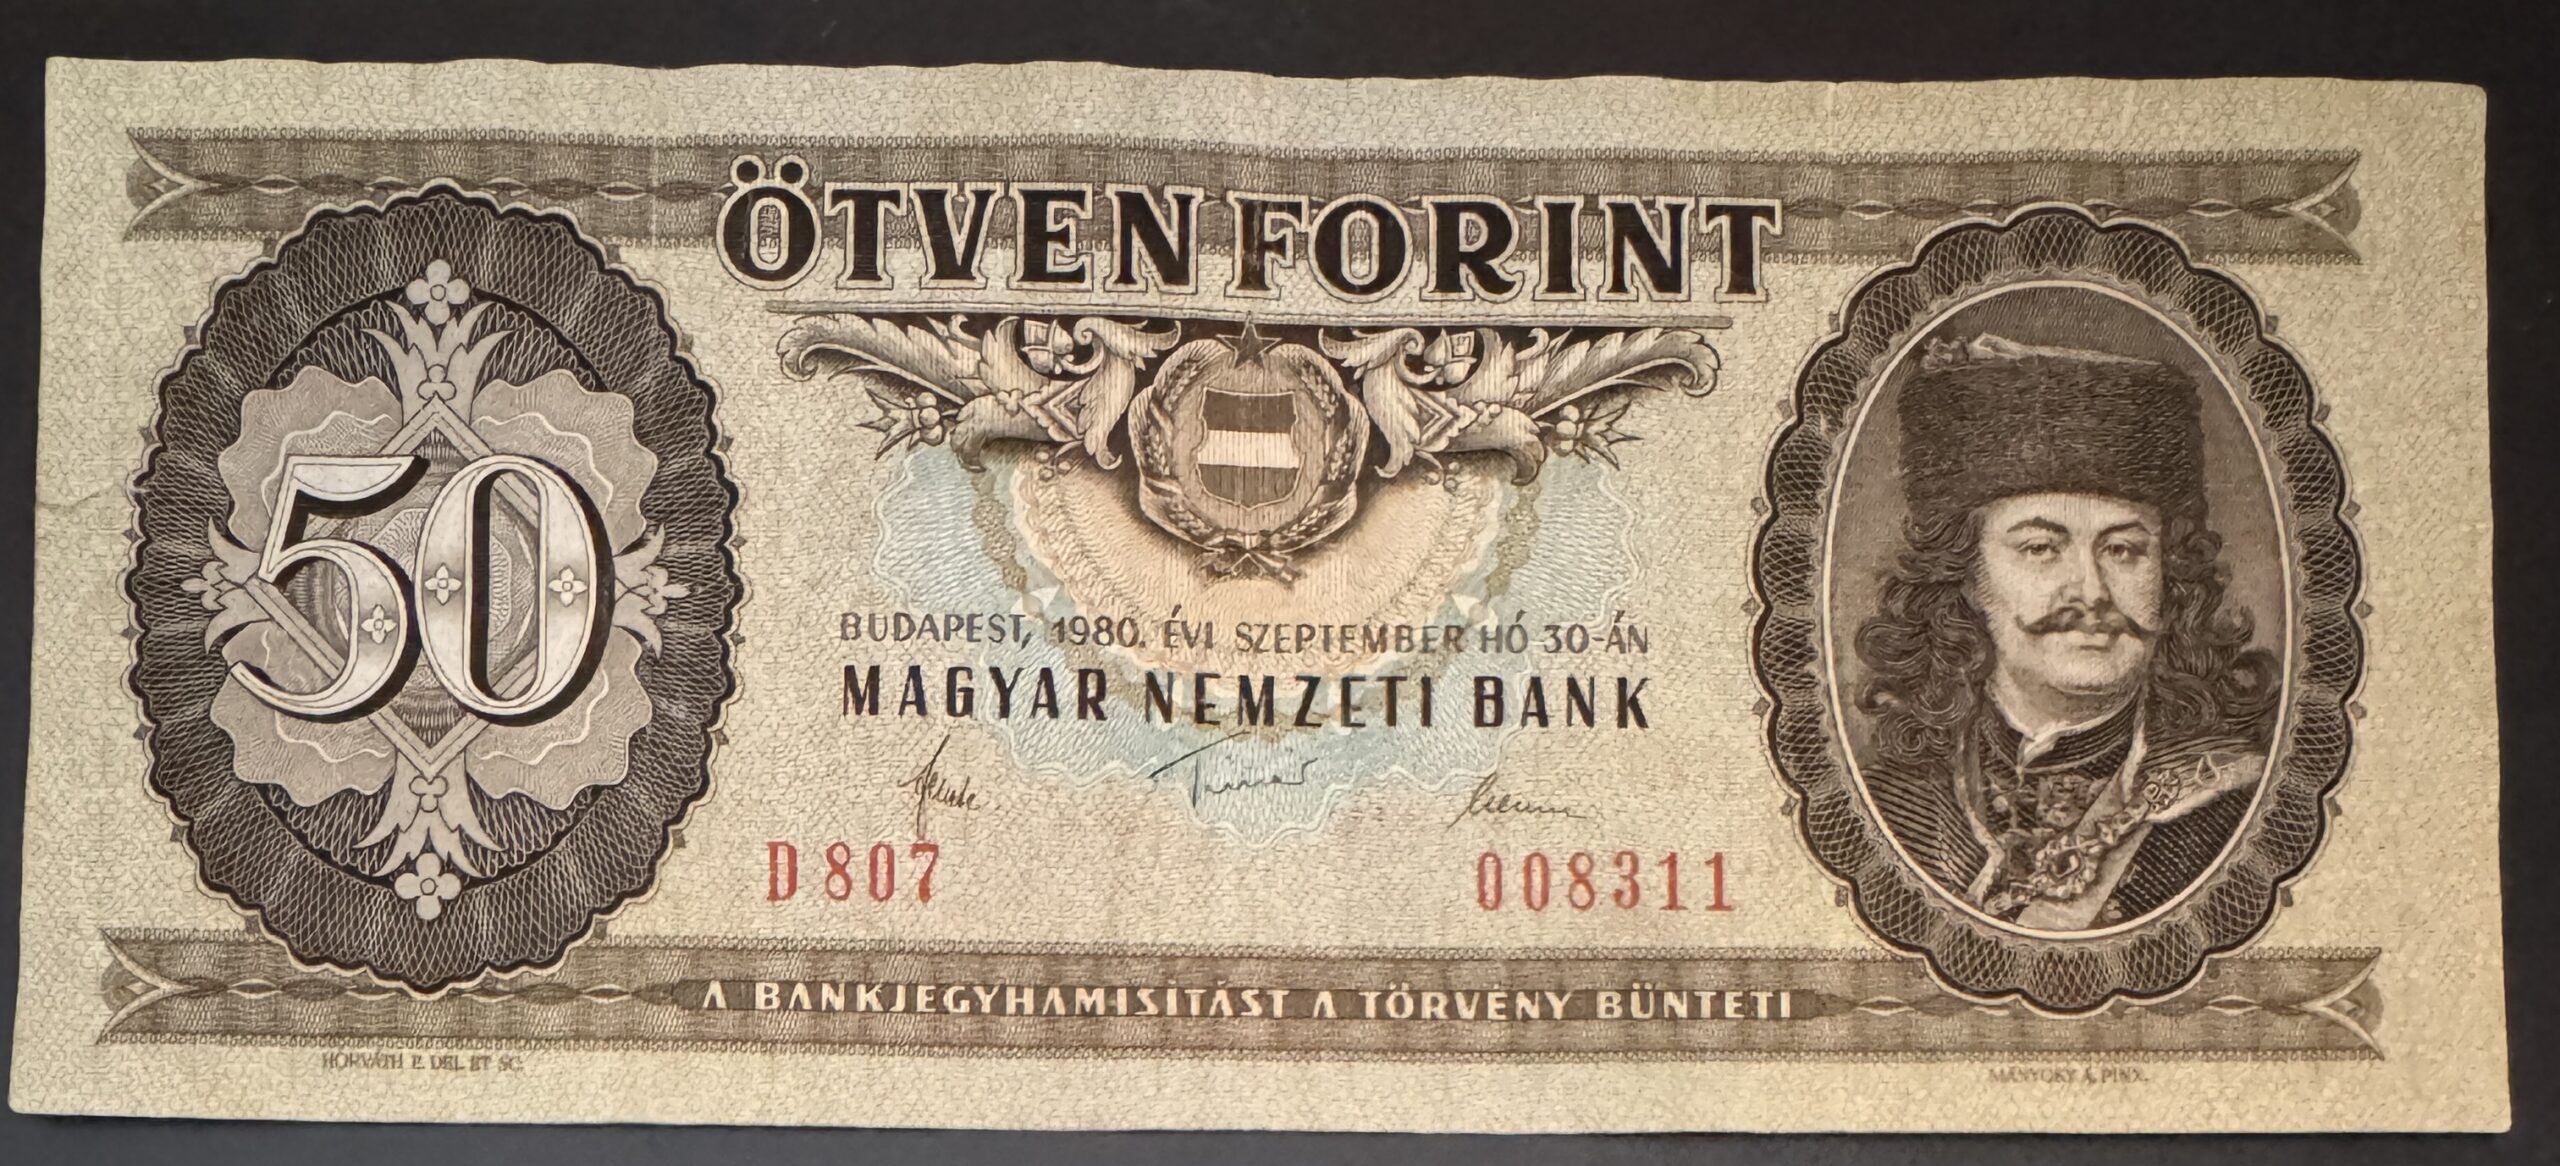 ÖTVEN FORINT
50
BUDAPEST, 1980. ÉVI SZEPTEMBER HÓ 30-ÁN
MAGYAR NEMZETI BANK
D 807
008311
A BANKJEGYHAMISÍTÁST A TÖRVÉNY BÜNTETI
HORVÁTH E. DEL. ET SC.
MÁNYOKY Á. PINX.